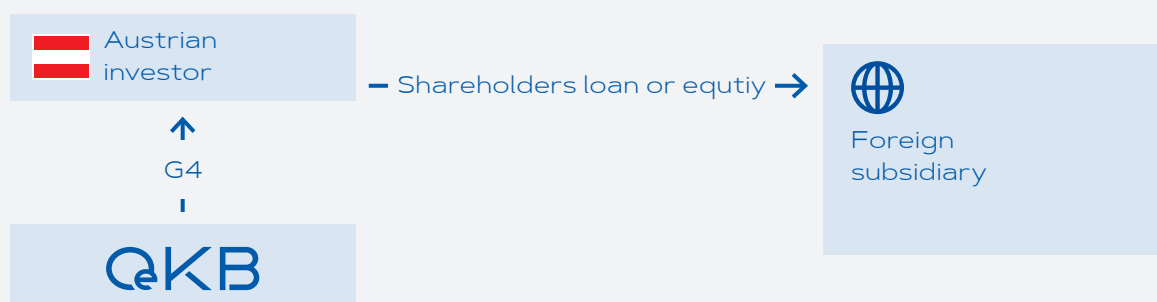 Austrian
investor
Shareholders loan or equtiy
Foreign
subsidiary
G4
OeKB